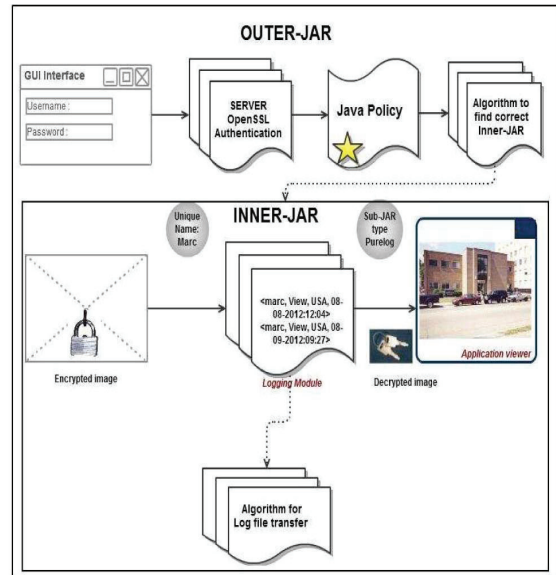 OUTER-JAR
GUI Interface
Username:
Password:
SERVER
OpenSSL
Authentication
Java Policy
Algorithm to
find correct
Inner-JAR
INNER-JAR
Unique
Name:
Marc
Sub-JAR
type
Purelog
<marc, View, USA, 08-
08-2012:12:04>
<marc, View, USA, 08-
09-2012:09:27>
Encrypted image
Logging Module
Decrypted image
Application viewer
Algorithm for
Log file transfer